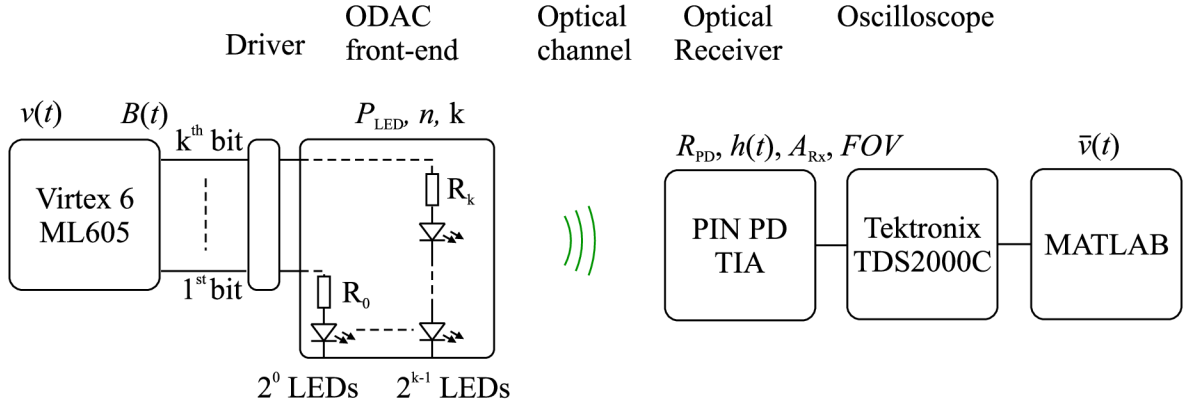 ODAC Optical Optical Oscilloscope
Driver front-end channel Receiver
v(t) B(t) P_LED, n, k
k^th bit
R_PD, h(t), A_Rx, FOV v̄(t)
Virtex 6
ML605
R_k
PIN PD
TIA
Tektronix
TDS2000C
MATLAB
1^st bit
R_0
2^0 LEDs 2^k-1 LEDs